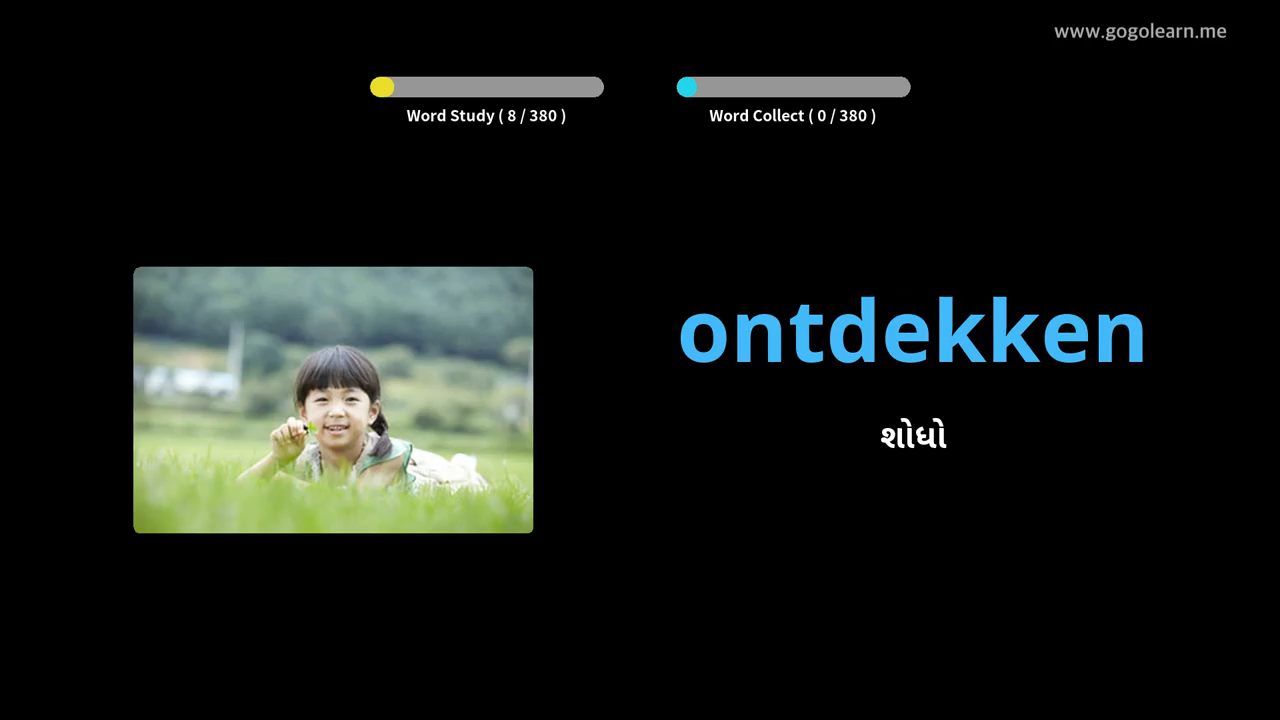 www.gogolearn.me
Word Study ( 8 / 380 )
Word Collect ( 0 / 380 )
ontdekken
શોધો